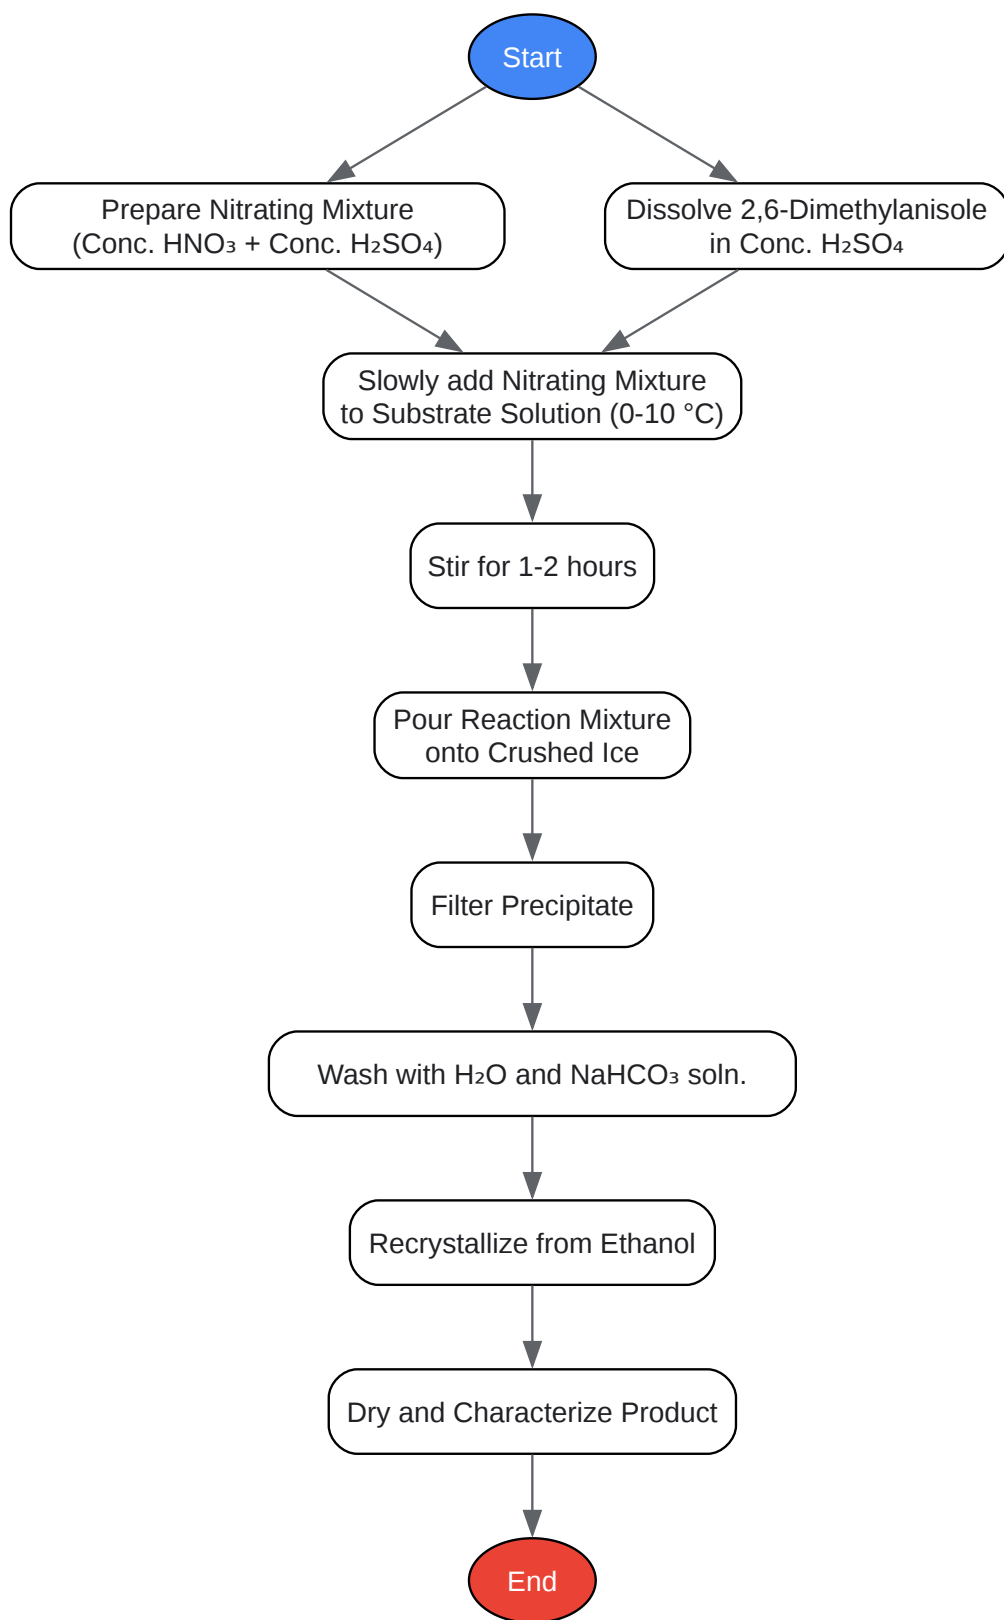 Start
Prepare Nitrating Mixture
(Conc. HNO₃ + Conc. H₂SO₄)
Dissolve 2,6-Dimethylanisole
in Conc. H₂SO₄
Slowly add Nitrating Mixture
to Substrate Solution (0-10 °C)
Stir for 1-2 hours
Pour Reaction Mixture
onto Crushed Ice
Filter Precipitate
Wash with H₂O and NaHCO₃ soln.
Recrystallize from Ethanol
Dry and Characterize Product
End